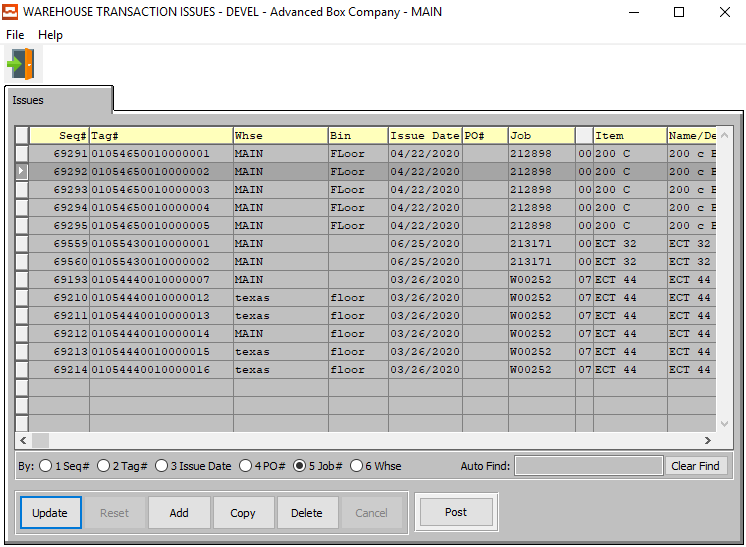 WAREHOUSE TRANSACTION ISSUES - DEVEL - Advanced Box Company - MAIN
File Help
Issues
Seq# Tag# Whse Bin Issue Date PO# Job Item Name/De
69291 01054650010000001 MAIN FLoor 04/22/2020 212898 00 200 C 200 c E
69292 01054650010000002 MAIN FLoor 04/22/2020 212898 00 200 C 200 c E
69293 01054650010000003 MAIN FLoor 04/22/2020 212898 00 200 C 200 c E
69294 01054650010000004 MAIN FLoor 04/22/2020 212898 00 200 C 200 c E
69295 01054650010000005 MAIN FLoor 04/22/2020 212898 00 200 C 200 c E
69559 01055430010000001 MAIN 06/25/2020 213171 00 ECT 32 ECT 32
69560 01055430010000002 MAIN 06/25/2020 213171 00 ECT 32 ECT 32
69193 01054440010000007 MAIN 03/26/2020 W00252 07 ECT 44 ECT 44
69210 01054440010000012 texas floor 03/26/2020 W00252 07 ECT 44 ECT 44
69211 01054440010000013 texas floor 03/26/2020 W00252 07 ECT 44 ECT 44
69212 01054440010000014 MAIN floor 03/26/2020 W00252 07 ECT 44 ECT 44
69213 01054440010000015 texas floor 03/26/2020 W00252 07 ECT 44 ECT 44
69214 01054440010000016 texas floor 03/26/2020 W00252 07 ECT 44 ECT 44
By: 1 Seq# 2 Tag# 3 Issue Date 4 PO# 5 Job# 6 Whse Auto Find: Clear Find
Update Reset Add Copy Delete Cancel Post